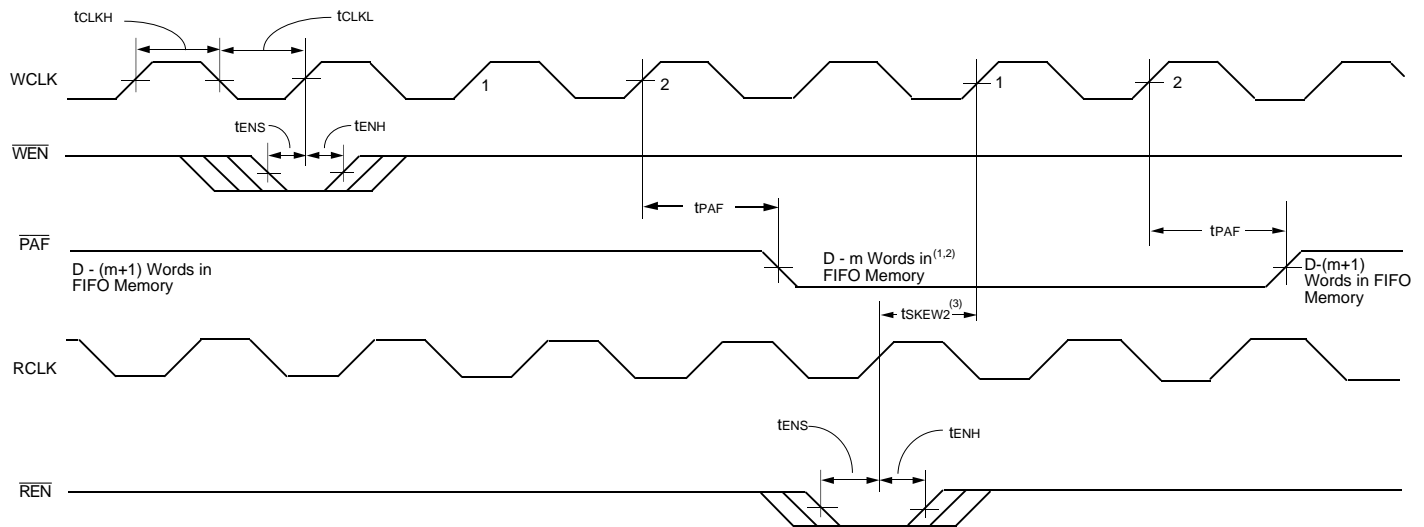 tCLKH
tCLKL
WCLK
1
2
1
2
tENS
tENH
WEN
tPAF
tPAF
PAF
D - (m+1) Words in
FIFO Memory
D - m Words in(1,2)
FIFO Memory
D-(m+1)
Words in FIFO
Memory
tSKEW2(3)
RCLK
tENS
tENH
REN